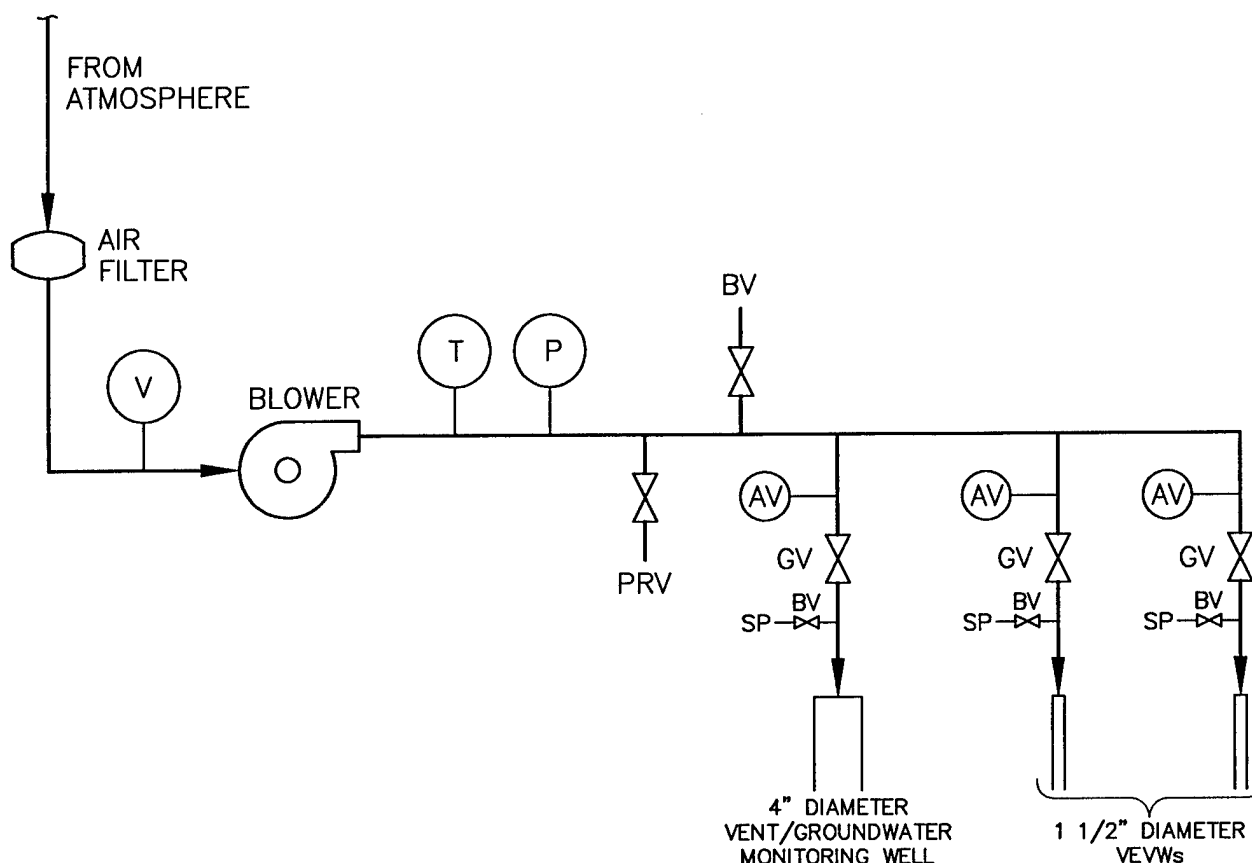 FROM
ATMOSPHERE
AIR
FILTER
V
BLOWER
T
P
BV
PRV
AV
AV
AV
GV
GV
GV
BV
SP
BV
SP
BV
SP
4" DIAMETER
VENT/GROUNDWATER
MONITORING WELL
1 1/2" DIAMETER
VEVWs